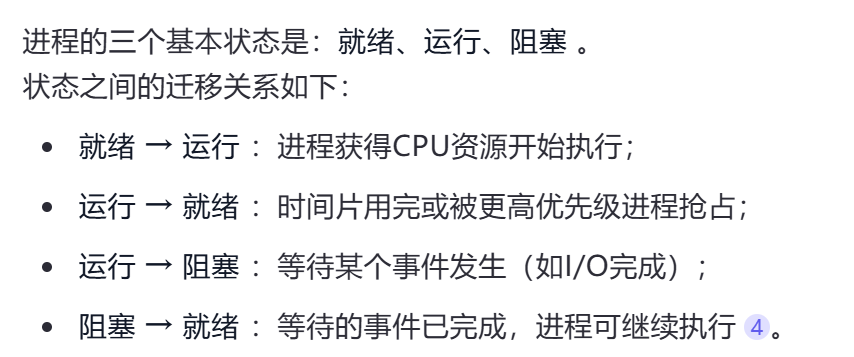 进程的三个基本状态是：就绪、运行、阻塞 。
状态之间的迁移关系如下：
• 就绪 → 运行 ：进程获得CPU资源开始执行；
• 运行 → 就绪 ：时间片用完或被更高优先级进程抢占；
• 运行 → 阻塞 ：等待某个事件发生（如I/O完成）；
• 阻塞 → 就绪 ：等待的事件已完成，进程可继续执行 4。